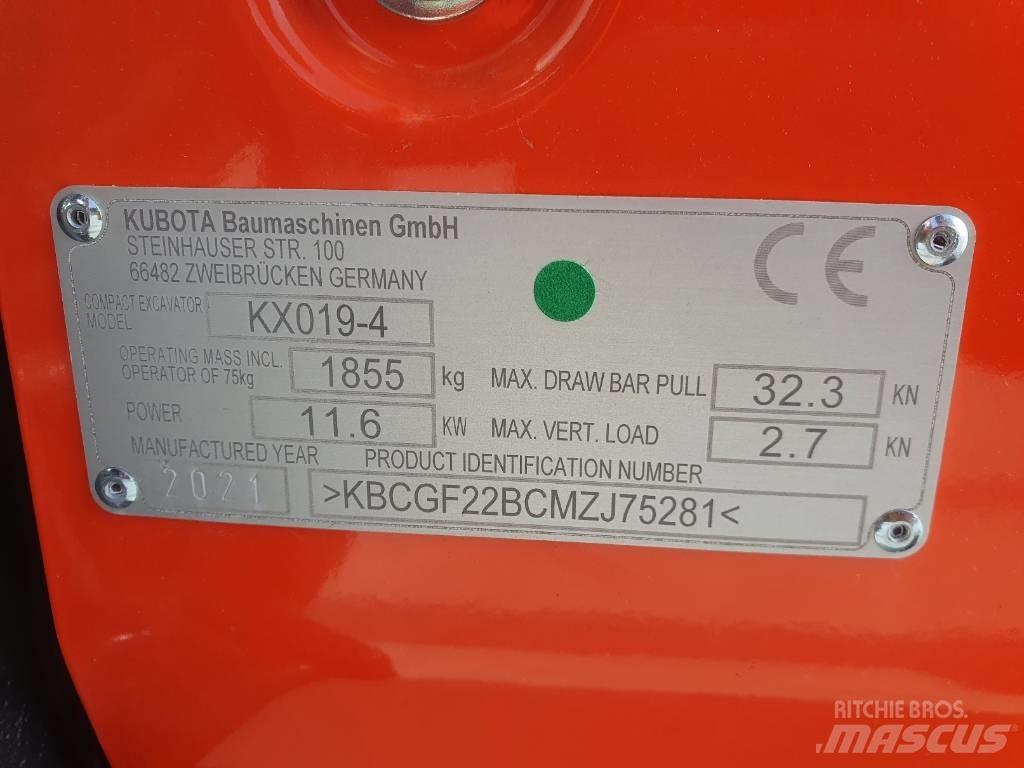 KUBOTA Baumaschinen GmbH
STEINHAUSER STR. 100
66482 ZWEIBRÜCKEN GERMANY
CE
COMPACT EXCAVATOR
MODEL
KX019-4
OPERATING MASS INCL.
OPERATOR OF 75kg
1855 kg
MAX. DRAW BAR PULL 32.3 KN
POWER 11.6 KW
MAX. VERT. LOAD 2.7 KN
MANUFACTURED YEAR
2021
PRODUCT IDENTIFICATION NUMBER
>KBCGF22BCMZJ75281<
RITCHIE BROS.
MASCUS